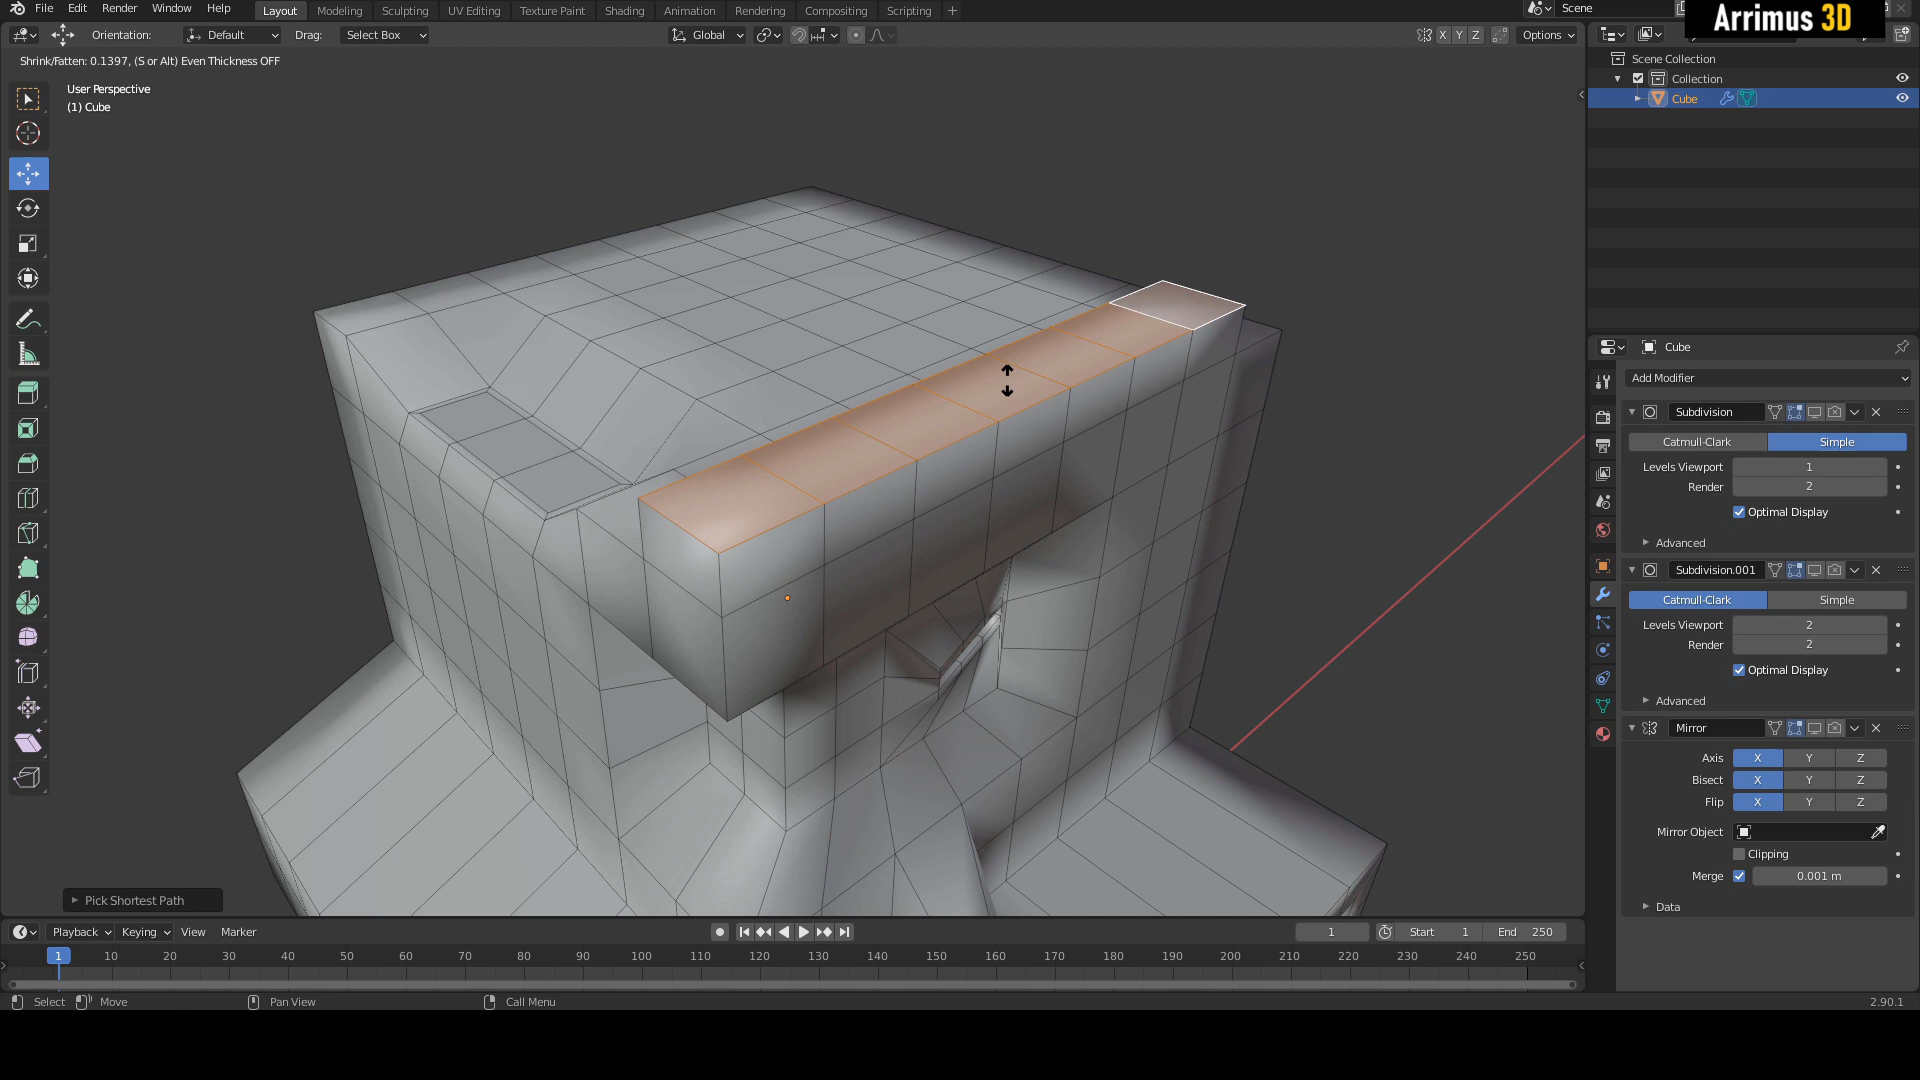 File Edit Render Window Help
Layout Modeling Sculpting UV Editing Texture Paint Shading Animation Rendering Compositing Scripting +
Scene
Arrimus 3D
Orientation: Default Drag: Select Box
Global
X Y Z
Options
Shrink/Fatten: 0.1397, (S or Alt) Even Thickness OFF
User Perspective
(1) Cube
Scene Collection
Collection
Cube
Cube
Add Modifier
Subdivision
Catmull-Clark Simple
Levels Viewport 1
Render 2
Optimal Display
Advanced
Subdivision.001
Catmull-Clark Simple
Levels Viewport 2
Render 2
Optimal Display
Advanced
Mirror
Axis X Y Z
Bisect X Y Z
Flip X Y Z
Mirror Object
Clipping
Merge 0.001 m
Data
Pick Shortest Path
Playback Keying View Marker
1
Start 1
End 250
1 10 20 30 40 50 60 70 80 90 100 110 120 130 140 150 160 170 180 190 200 210 220 230 240 250
Select Move Pan View Call Menu
2.90.1